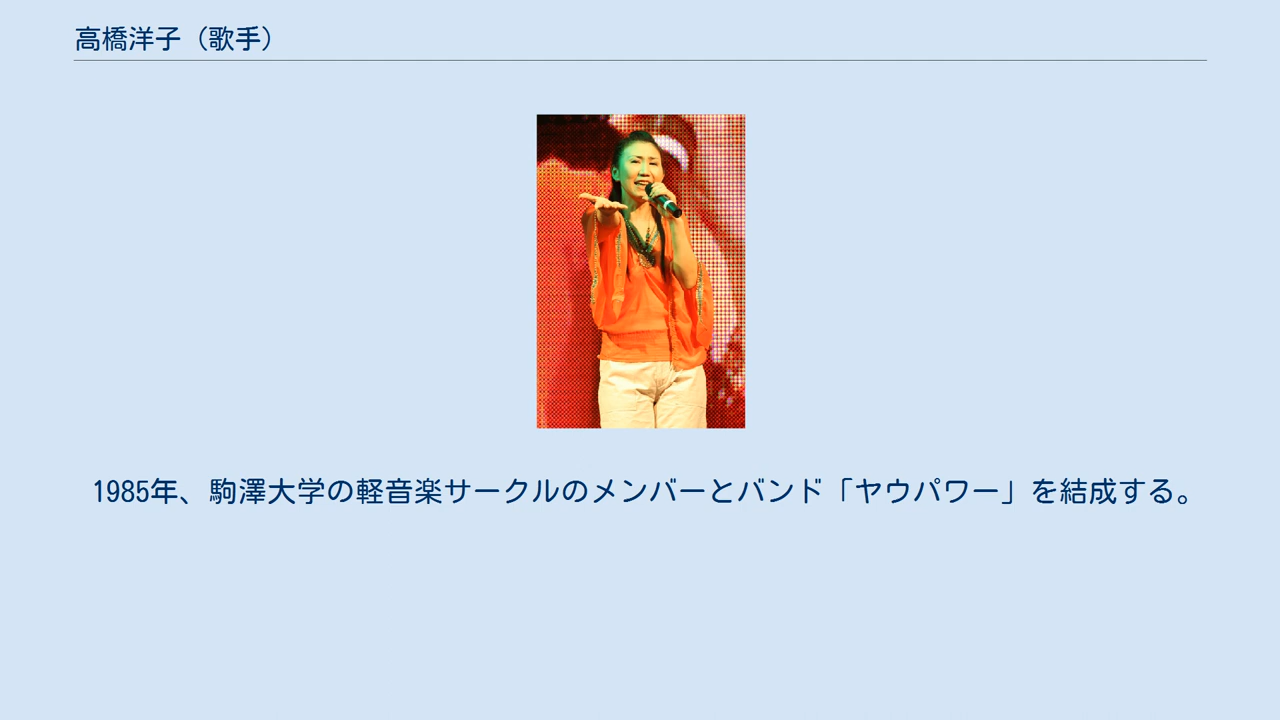 高橋洋子（歌手）
1985年、駒澤大学の軽音楽サークルのメンバーとバンド「ヤウパワー」を結成する。